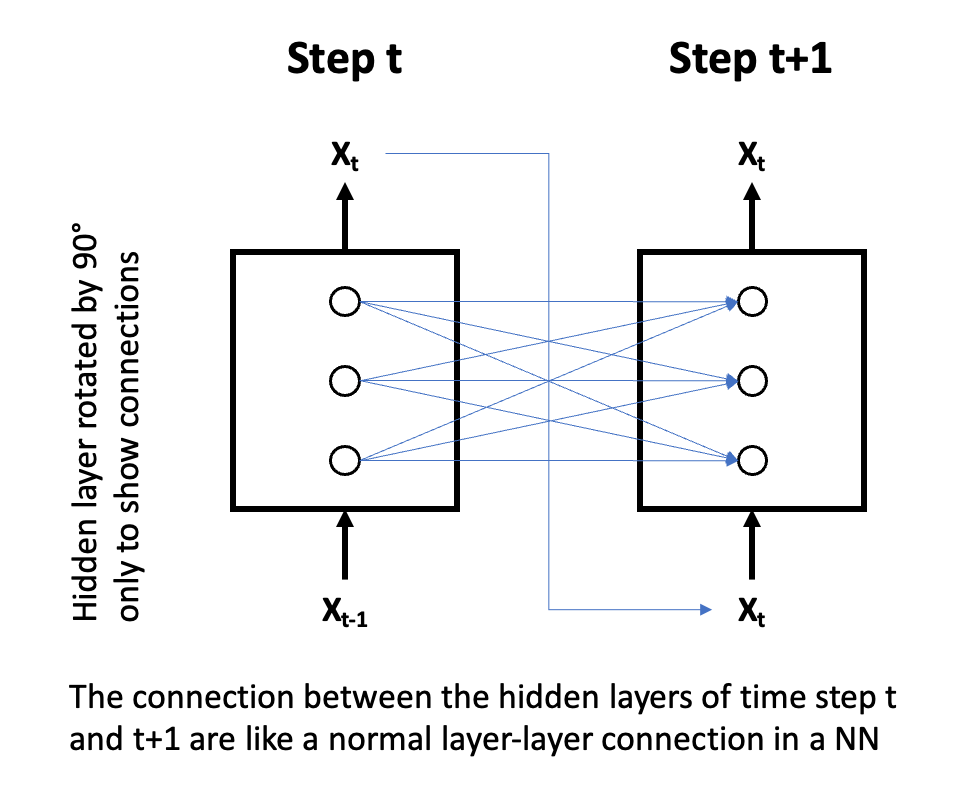 Step t
Step t+1
Xt
Xt
Hidden layer rotated by 90°
only to show connections
Xt-1
Xt
The connection between the hidden layers of time step t
and t+1 are like a normal layer-layer connection in a NN